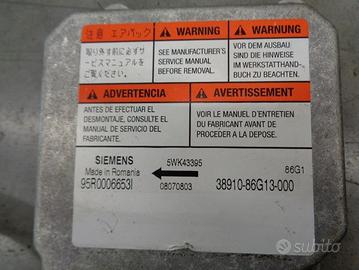 注意 エアバック
取り外す前に必ずサ
ービスマニュアルを
ご覧ください。
WARNING
SEE MANUFACTURER'S
SERVICE MANUAL
BEFORE REMOVAL.
WARNUNG
VOR DEM AUSBAU
SIND DIE HINWEISE
IM WERKSTATTHAND-
BUCH ZU BEACHTEN.
ADVERTENCIA
ANTES DE EFECTUAR EL
DESMONTAJE, CONSULTE EL
MANUAL DE SERVICIO DEL
FABRICANTE.
AVERTISSEMENT
VOIR LE MANUEL D'ENTRETIEN
DU FABRICANT AVANT DE
PROCEDER A LA DEPOSE.
SIEMENS
Made in Romania
95R0006653I
5WK43395
08070803
86G1
38910-86G13-000
subito